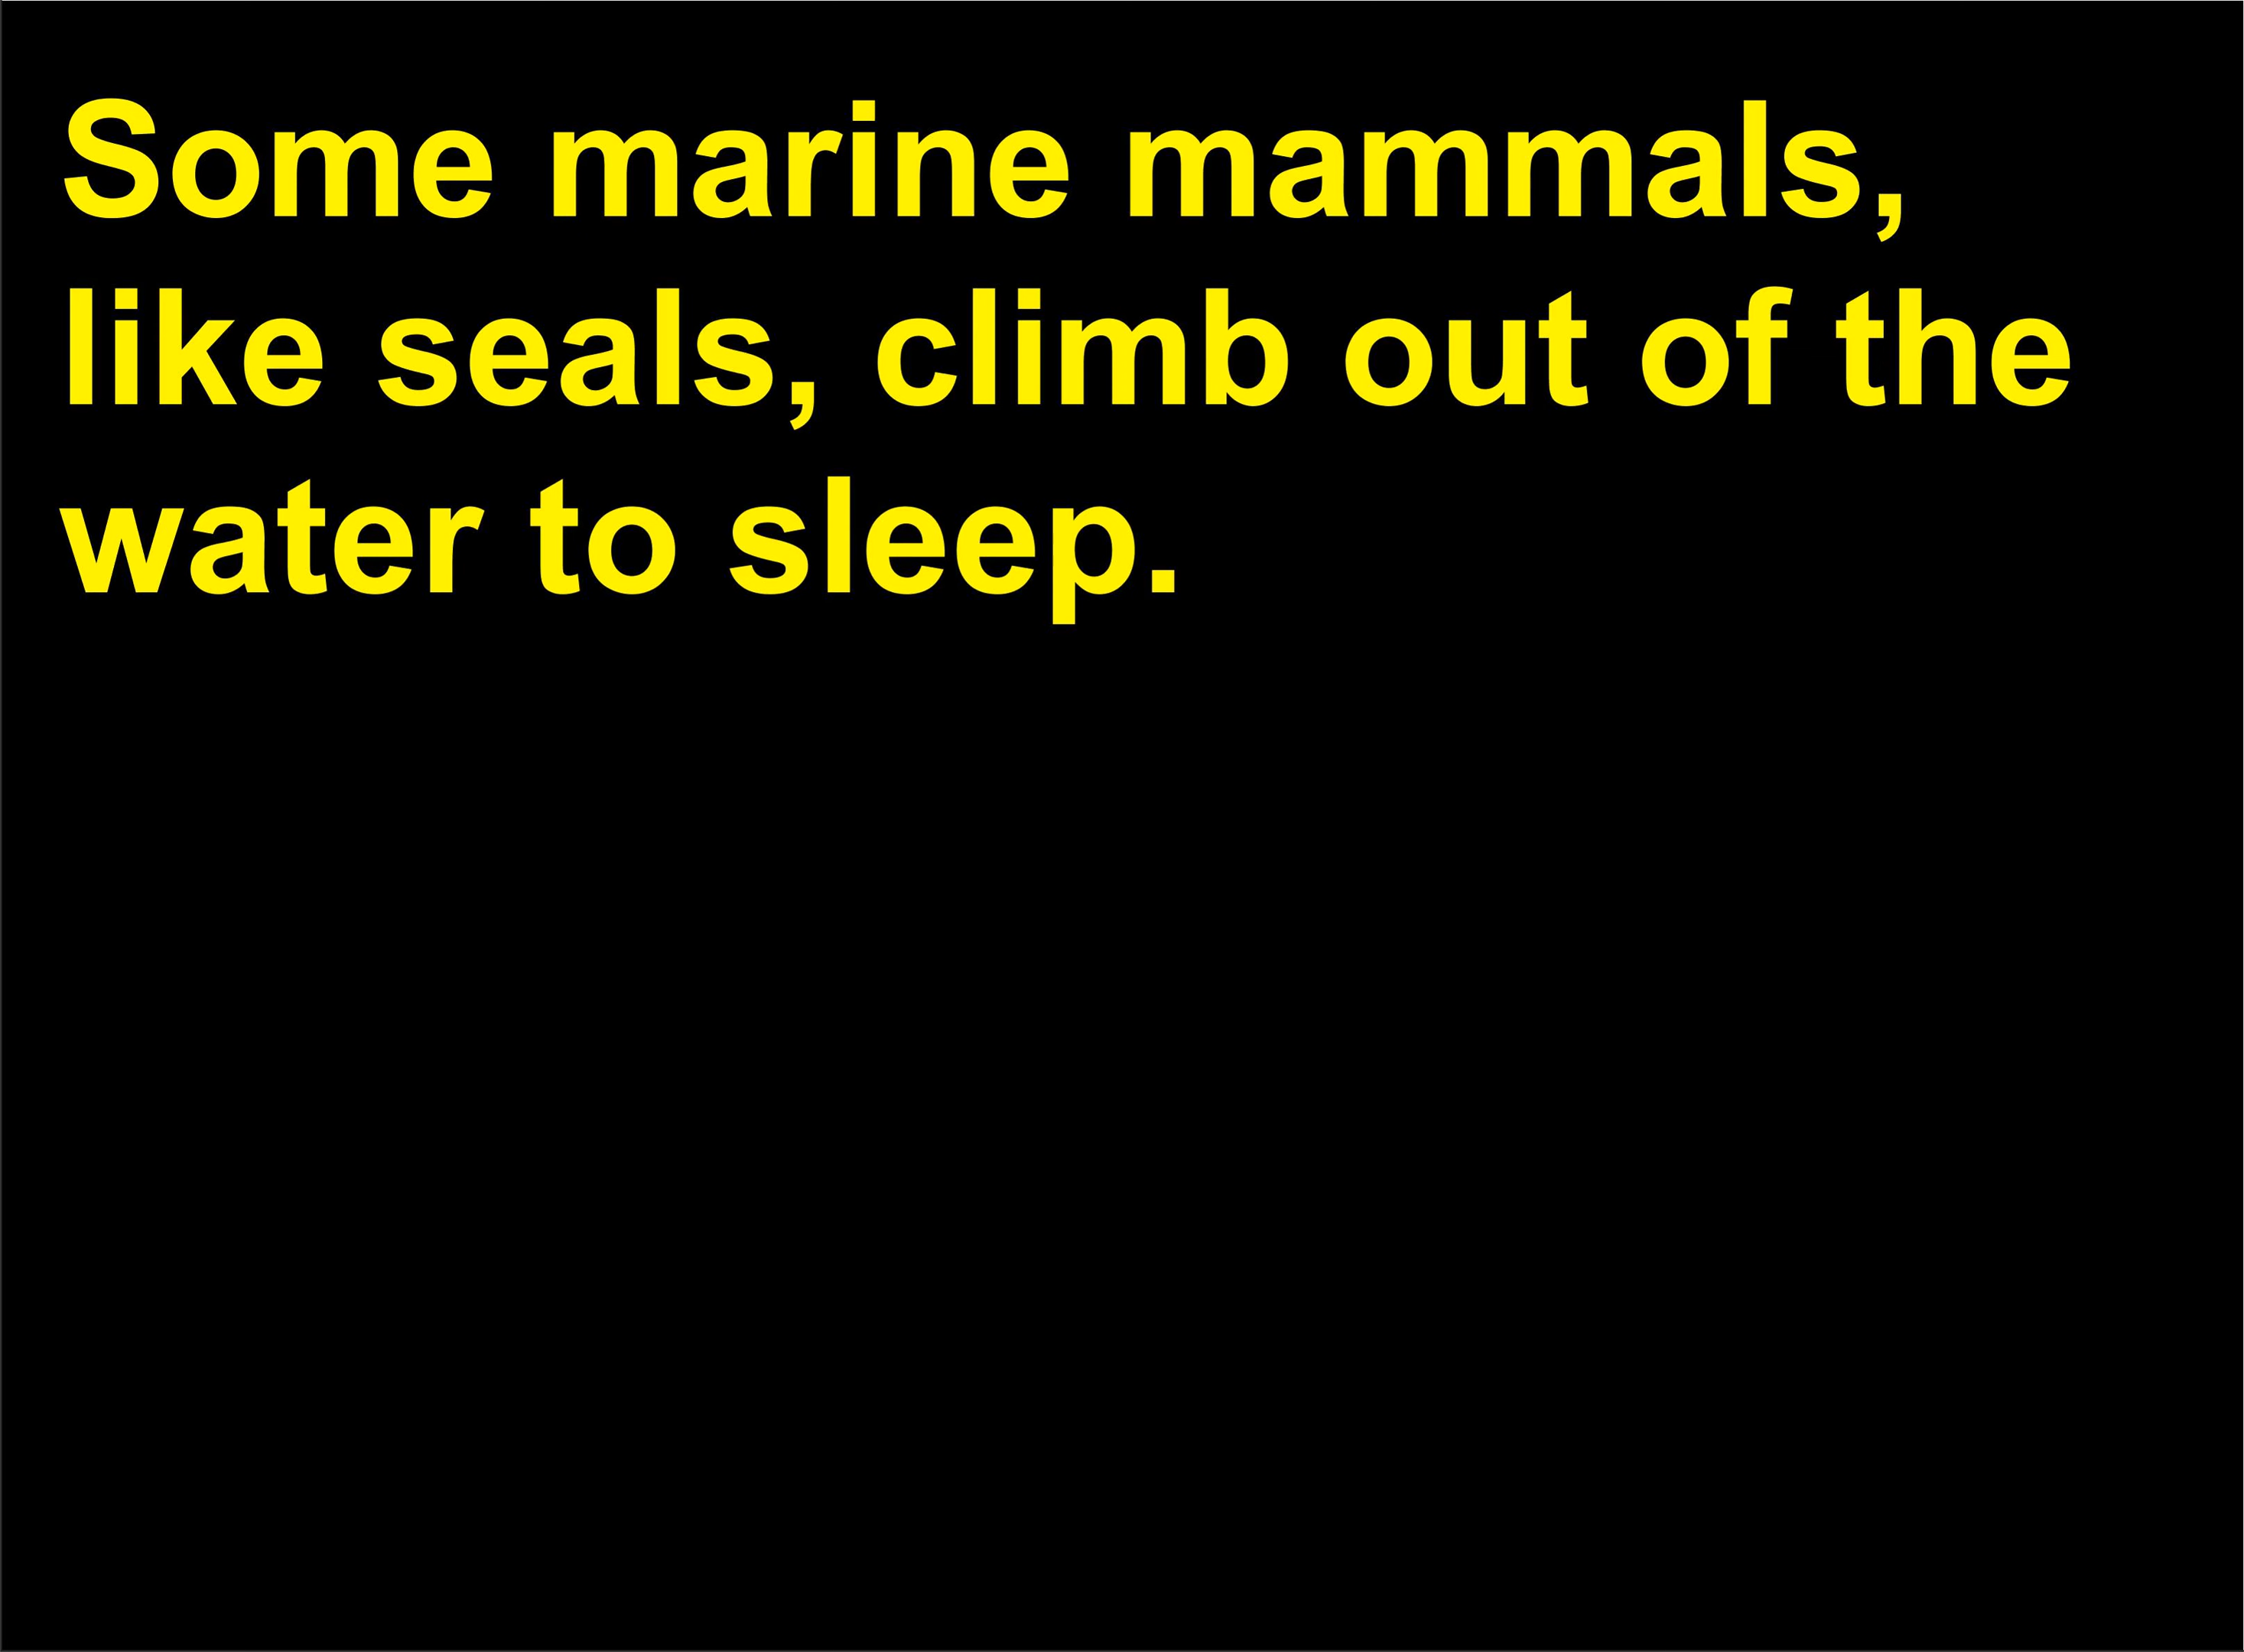 Some marine mammals,
like seals, climb out of the
water to sleep.